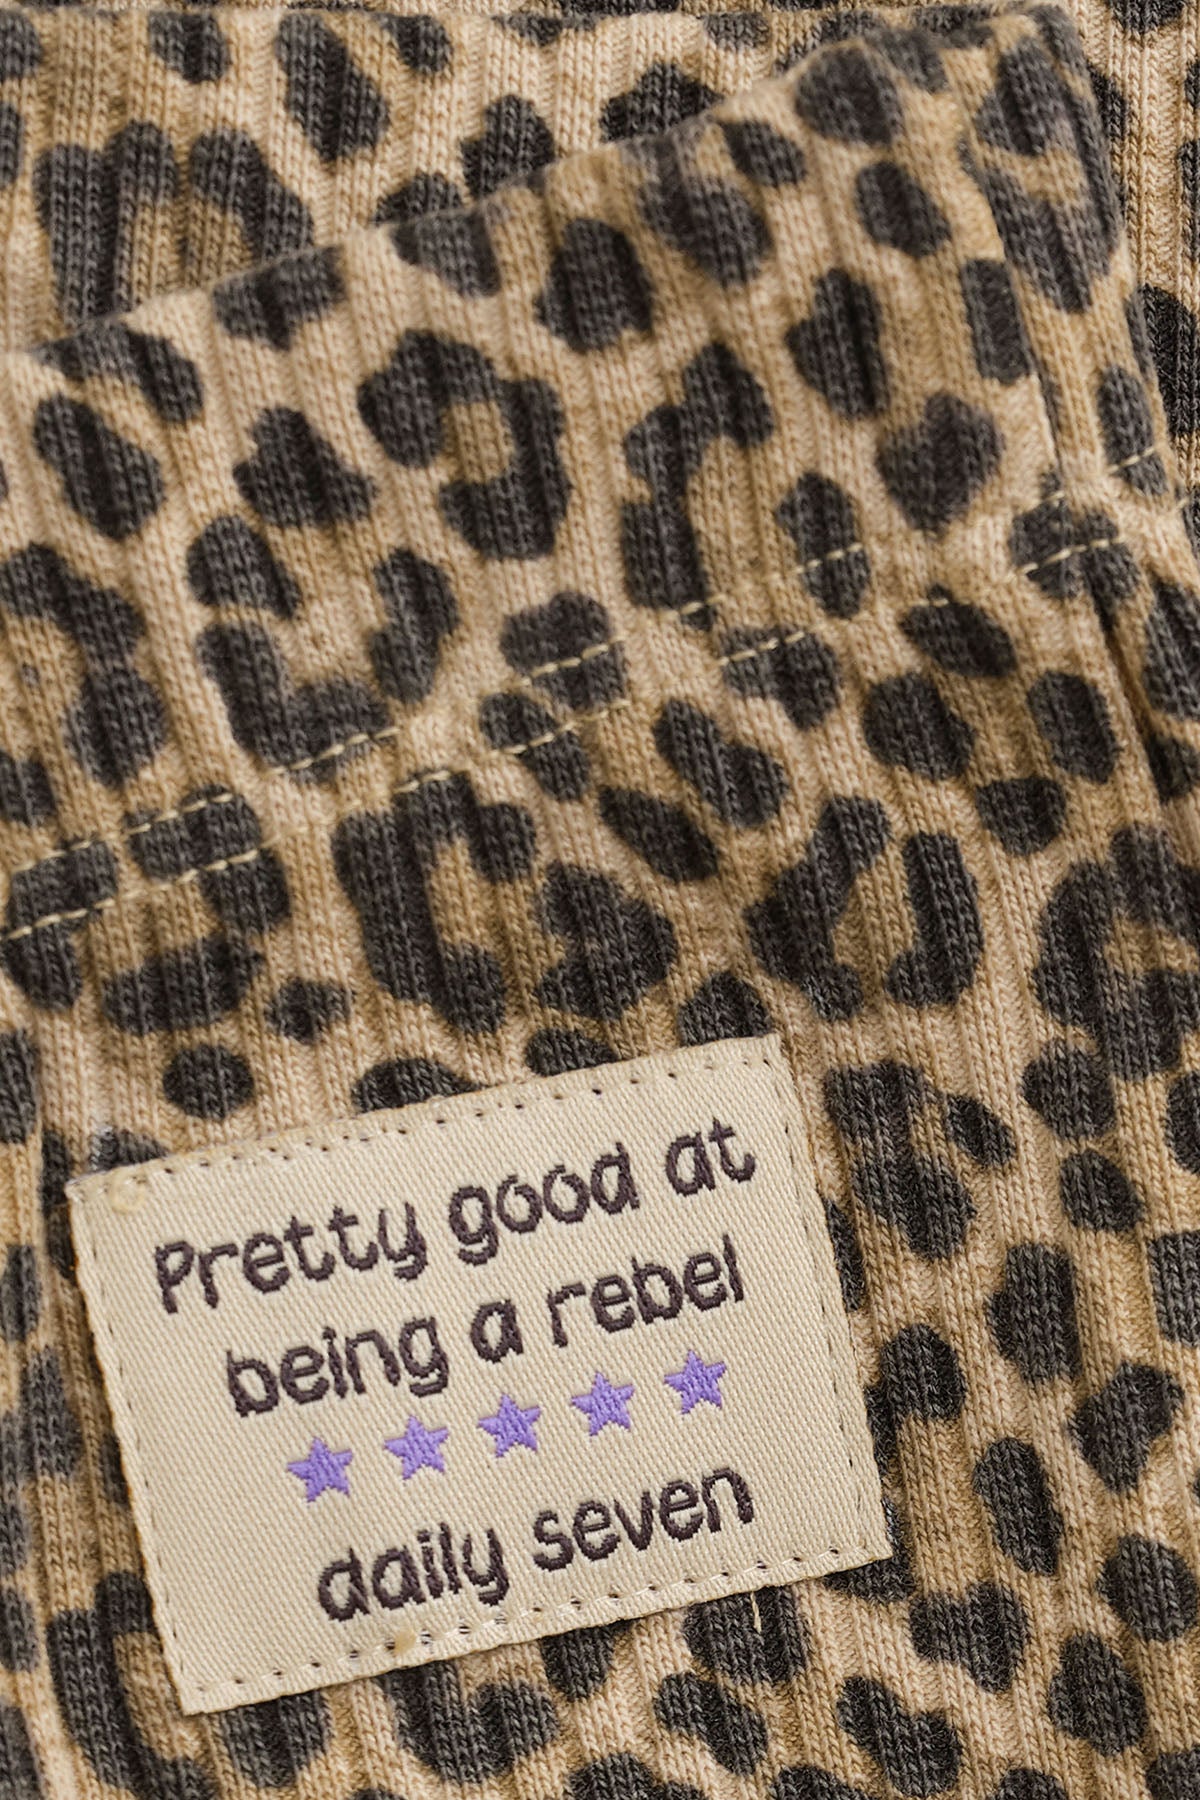 Pretty good at
being a rebel
daily seven